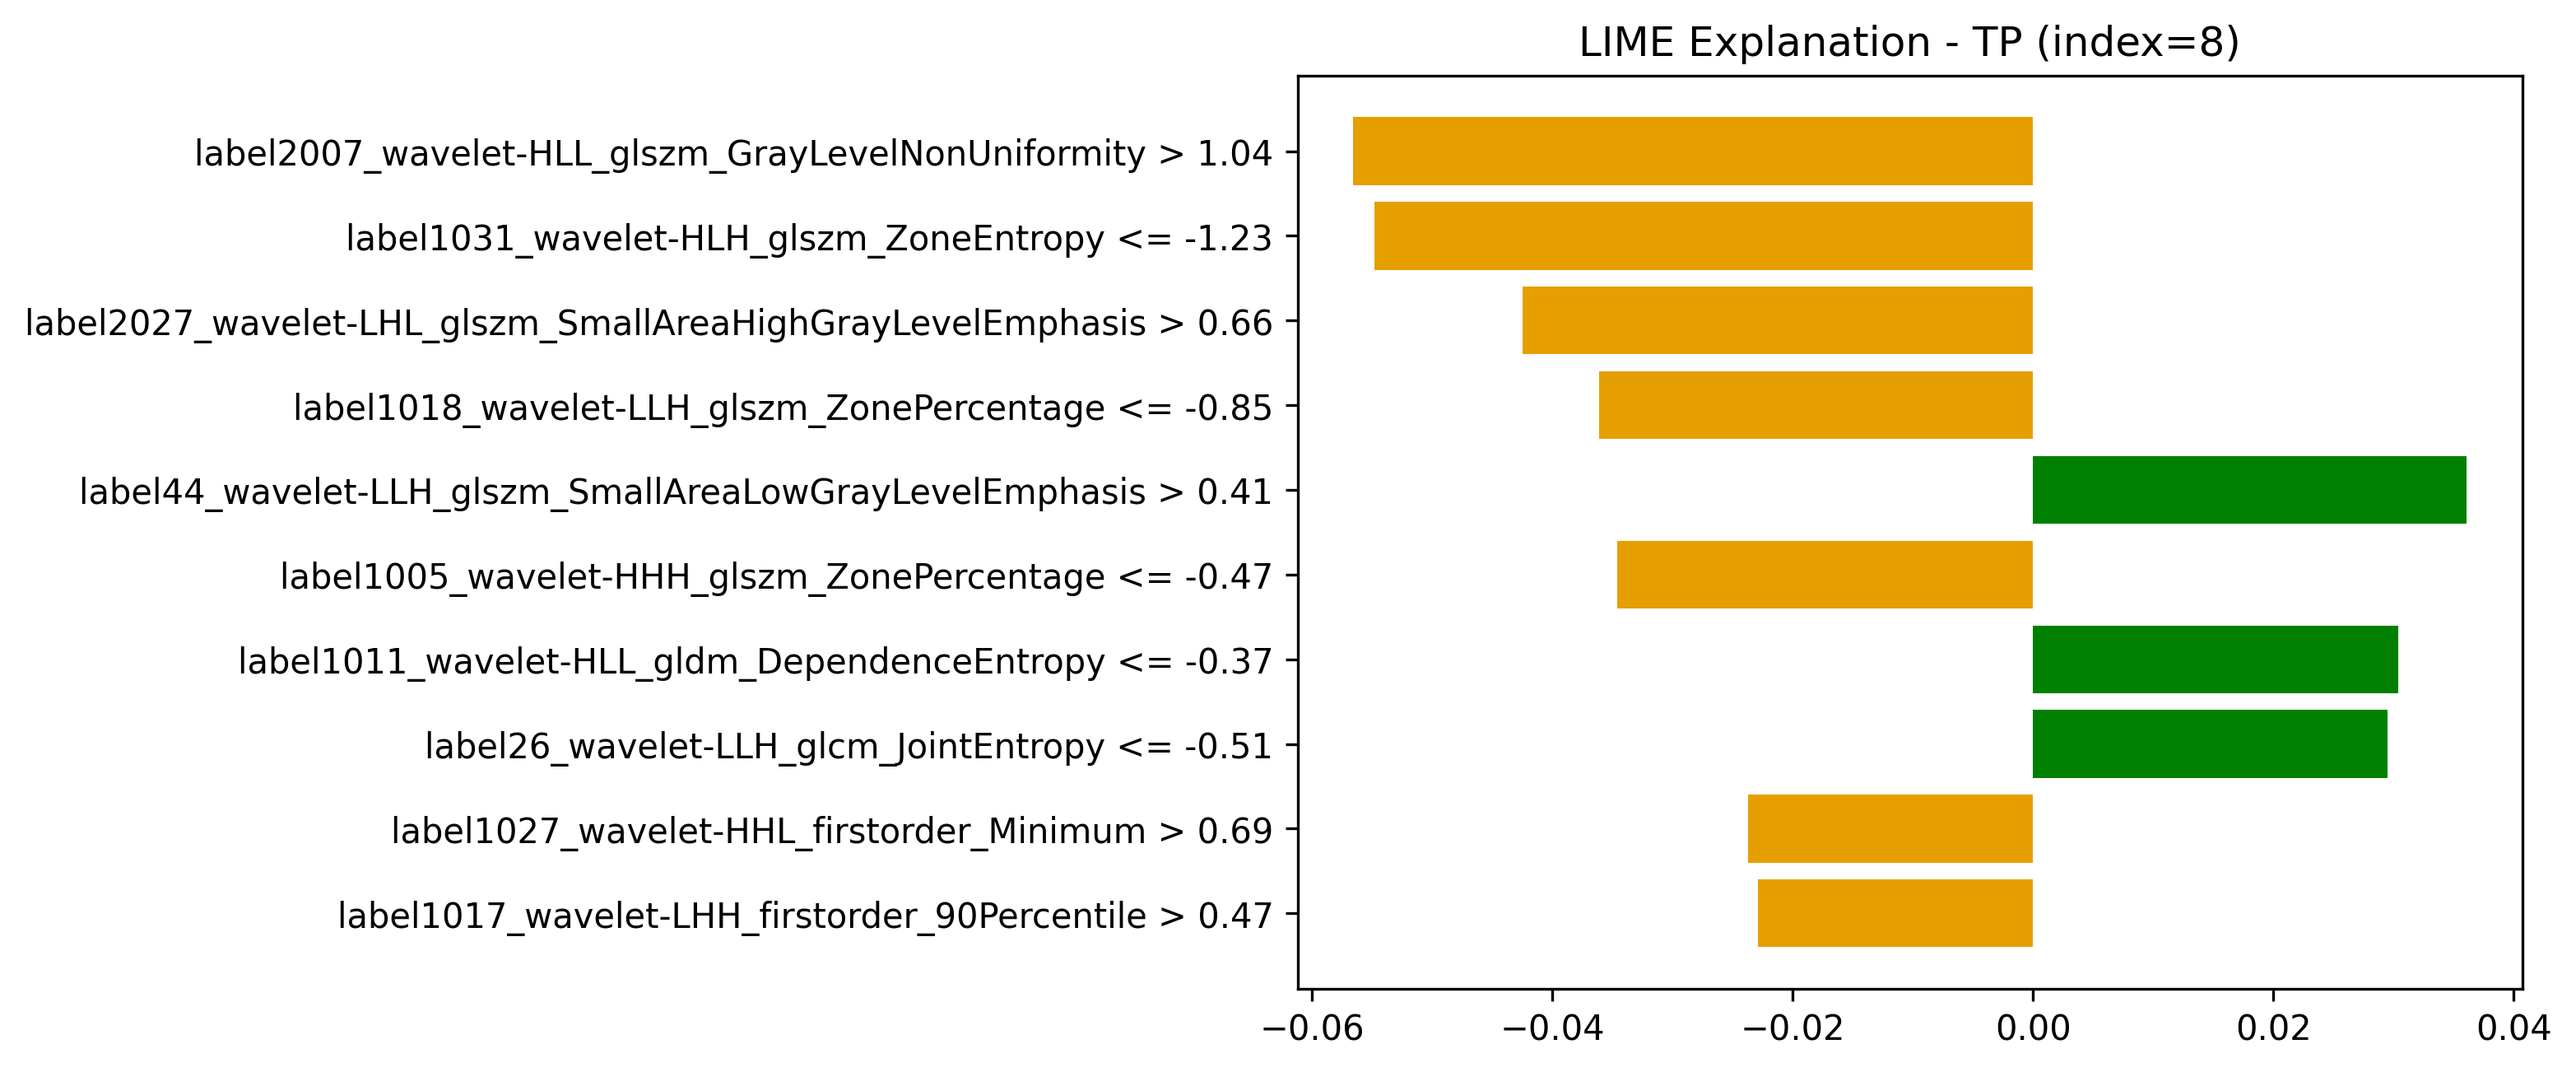 LIME Explanation - TP (index=8)
label2007_wavelet-HLL_glszm_GrayLevelNonUniformity > 1.04
label1031_wavelet-HLH_glszm_ZoneEntropy <= -1.23
label2027_wavelet-LHL_glszm_SmallAreaHighGrayLevelEmphasis > 0.66
label1018_wavelet-LLH_glszm_ZonePercentage <= -0.85
label44_wavelet-LLH_glszm_SmallAreaLowGrayLevelEmphasis > 0.41
label1005_wavelet-HHH_glszm_ZonePercentage <= -0.47
label1011_wavelet-HLL_gldm_DependenceEntropy <= -0.37
label26_wavelet-LLH_glcm_JointEntropy <= -0.51
label1027_wavelet-HHL_firstorder_Minimum > 0.69
label1017_wavelet-LHH_firstorder_90Percentile > 0.47
−0.06 −0.04 −0.02 0.00 0.02 0.04